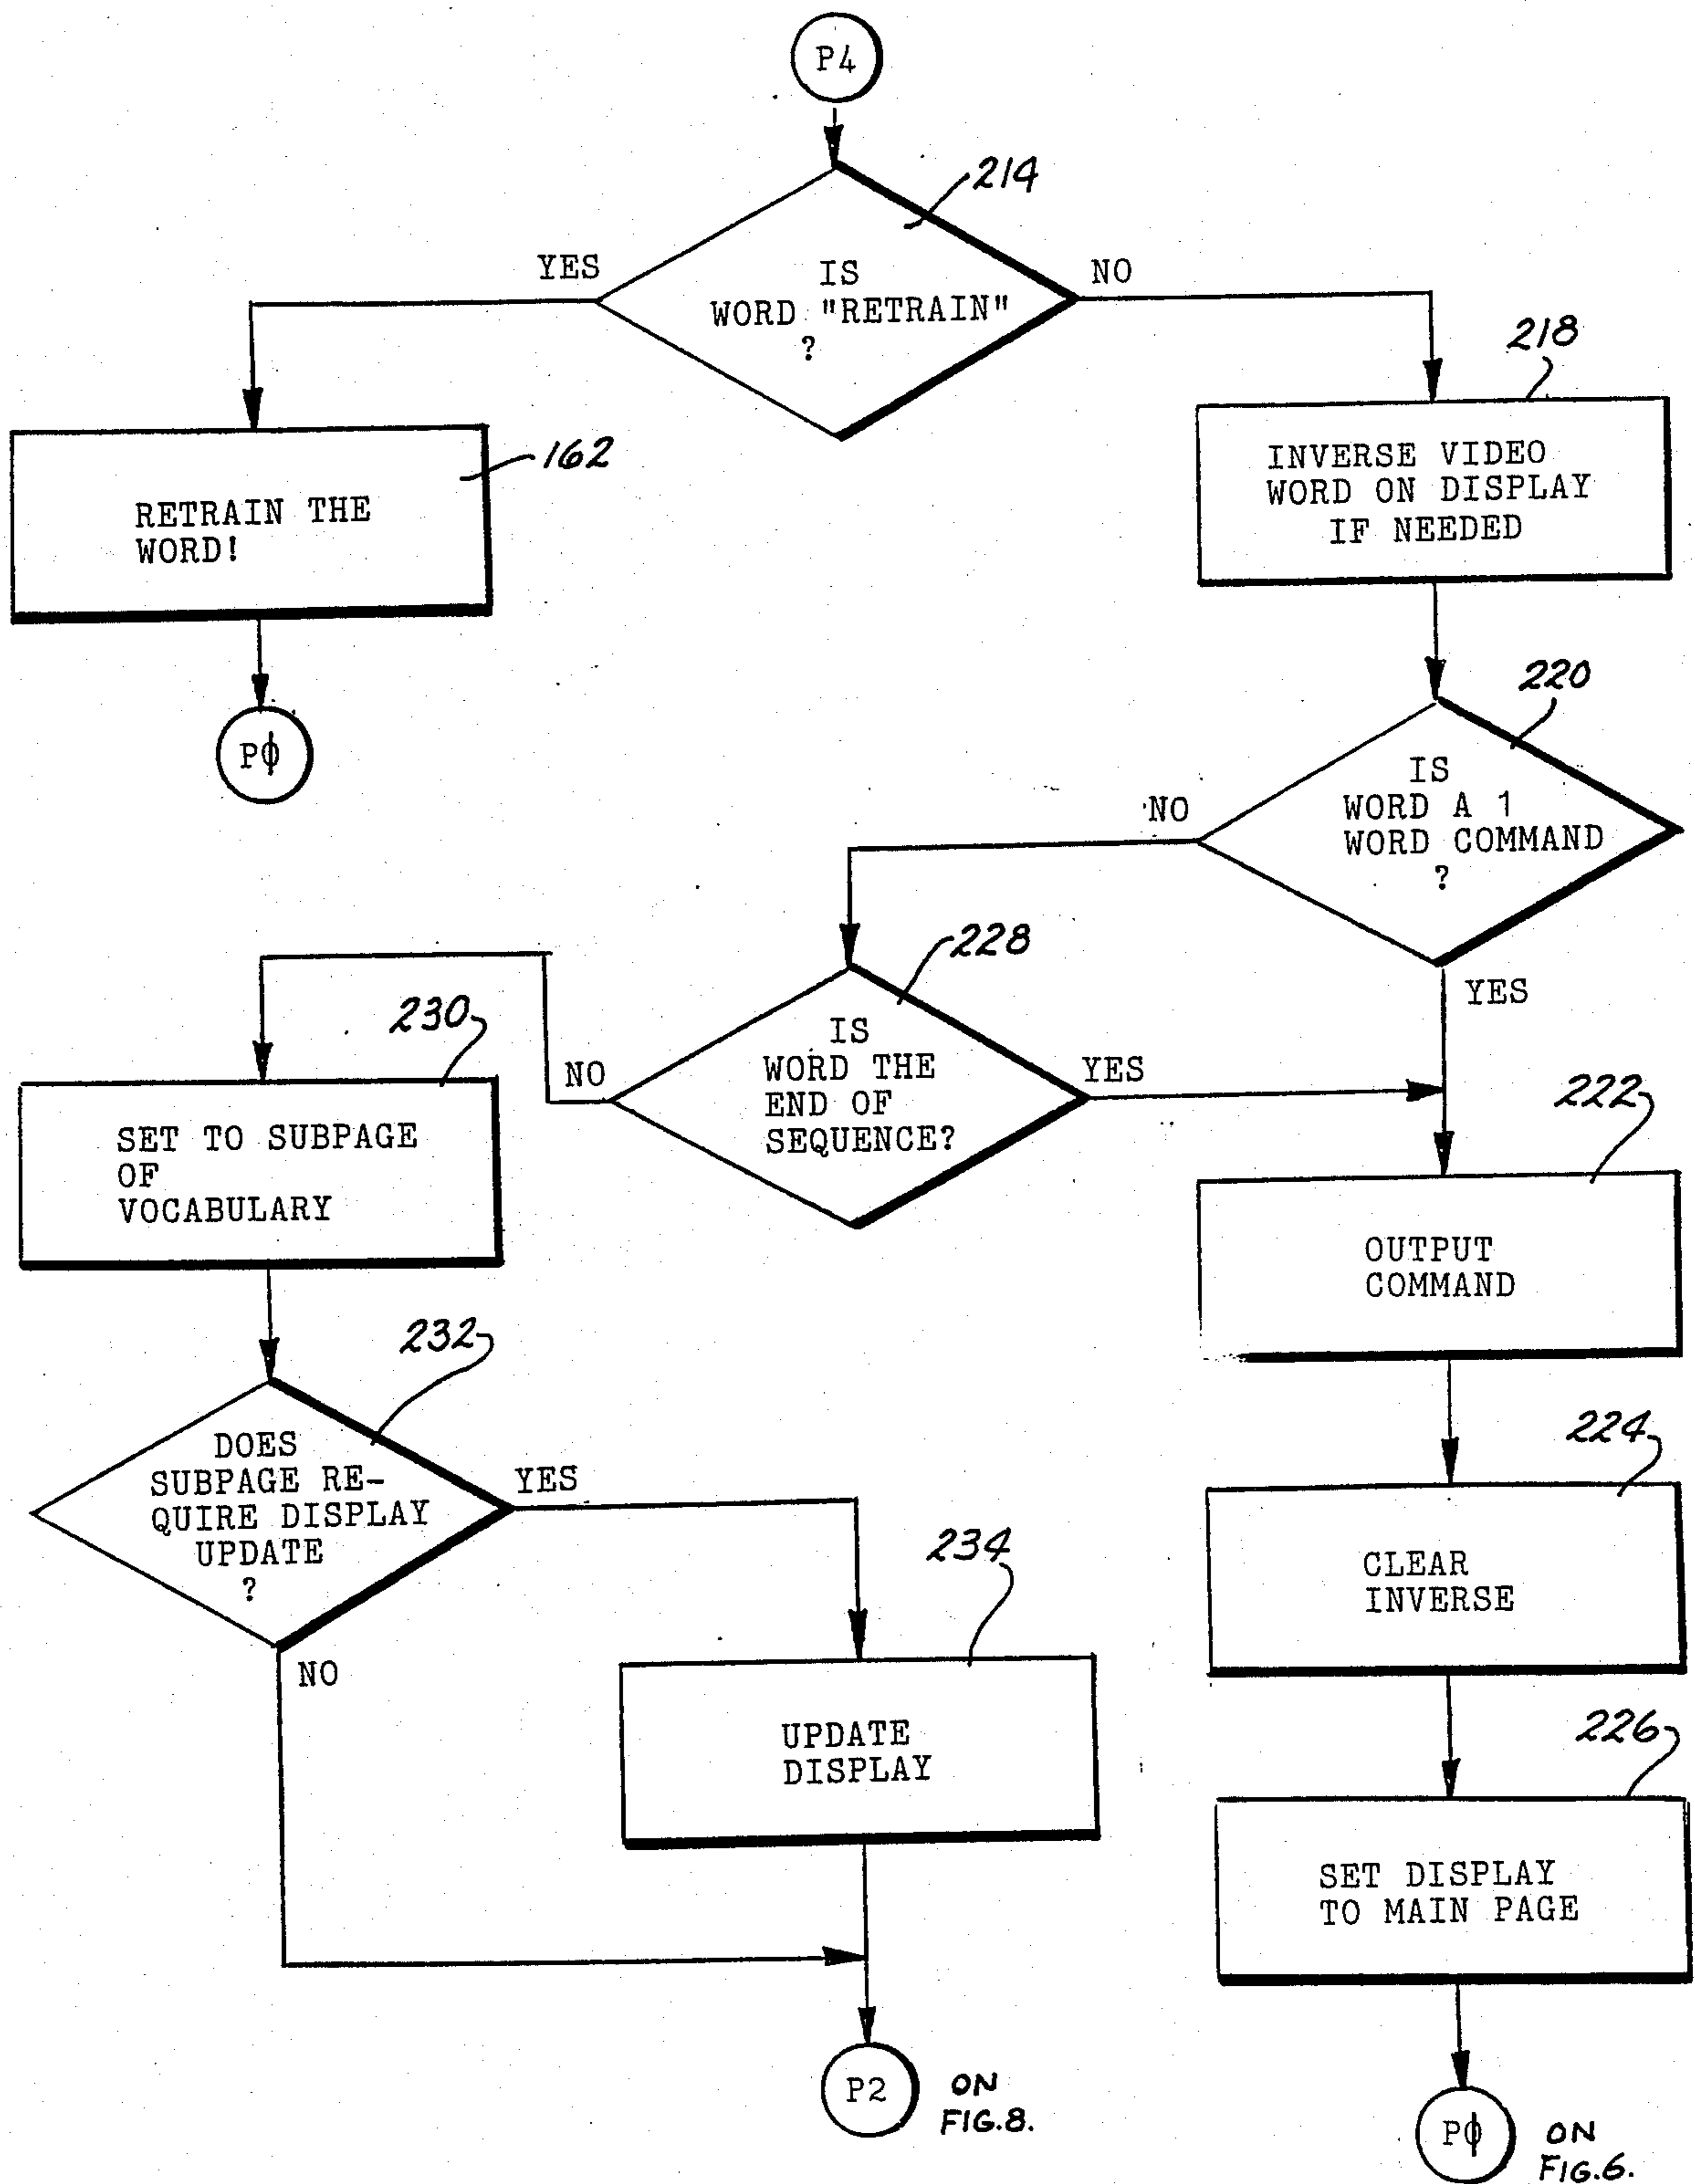 P4
214
YES
IS
WORD "RETRAIN"
?
NO
218
INVERSE VIDEO
WORD ON DISPLAY
IF NEEDED
162
RETRAIN THE
WORD!
Pϕ
220
IS
WORD A 1
WORD COMMAND
?
NO
YES
228
IS
WORD THE
END OF
SEQUENCE?
NO
YES
230
SET TO SUBPAGE
OF
VOCABULARY
222
OUTPUT
COMMAND
232
DOES
SUBPAGE RE-
QUIRE DISPLAY
UPDATE
?
YES
NO
224
CLEAR
INVERSE
234
UPDATE
DISPLAY
226
SET DISPLAY
TO MAIN PAGE
P2
ON
FIG.8.
Pϕ
ON
FIG.6.